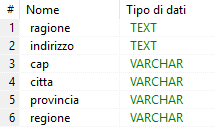 # Nome Tipo di dati
1 ragione TEXT
2 indirizzo TEXT
3 cap VARCHAR
4 citta VARCHAR
5 provincia VARCHAR
6 regione VARCHAR